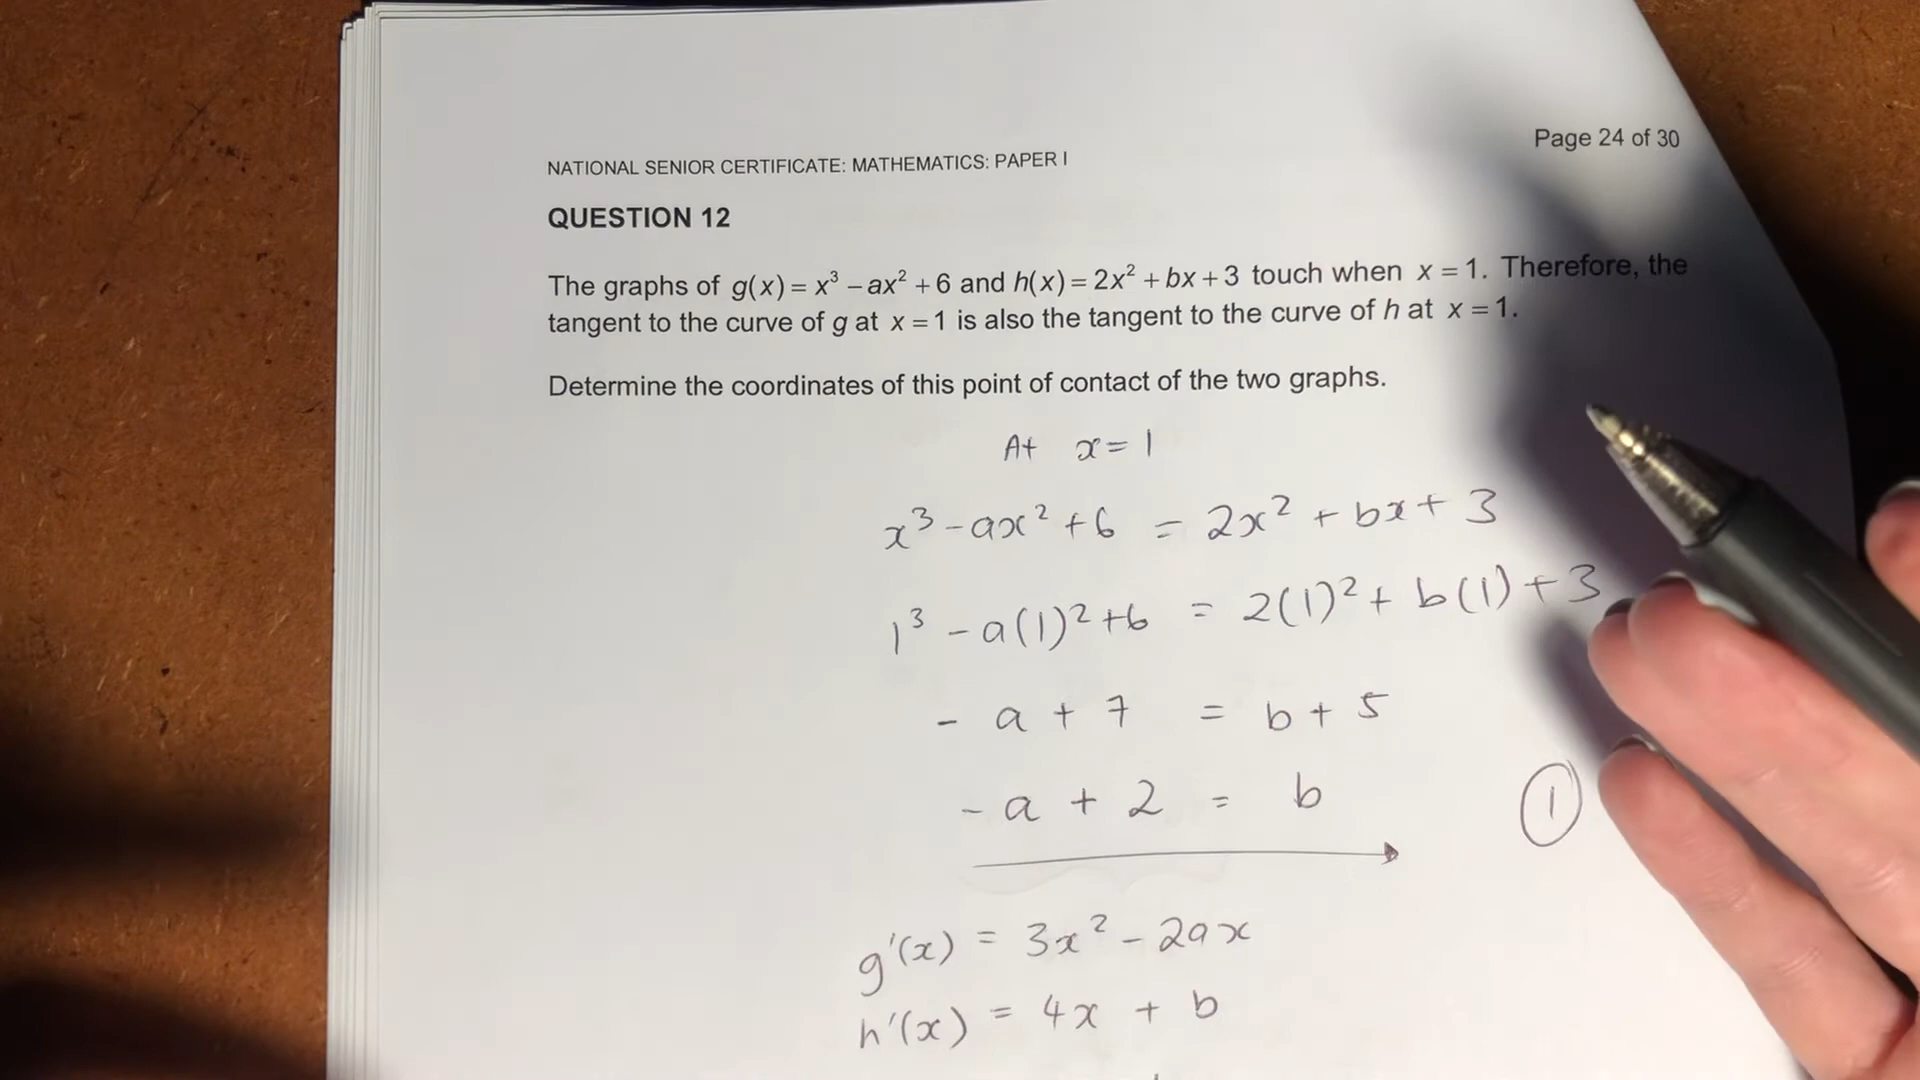 Page 24 of 30
NATIONAL SENIOR CERTIFICATE: MATHEMATICS: PAPER I
QUESTION 12
The graphs of g(x) = x³ – ax² + 6 and h(x) = 2x² + bx + 3 touch when x = 1. Therefore, the
tangent to the curve of g at x = 1 is also the tangent to the curve of h at x = 1.
Determine the coordinates of this point of contact of the two graphs.
At x = 1
x³ - ax² + 6 = 2x² + bx + 3
1³ - a(1)² + 6 = 2(1)² + b(1) + 3
- a + 7 = b + 5
- a + 2 = b ①
g'(x) = 3x² - 2ax
h'(x) = 4x + b